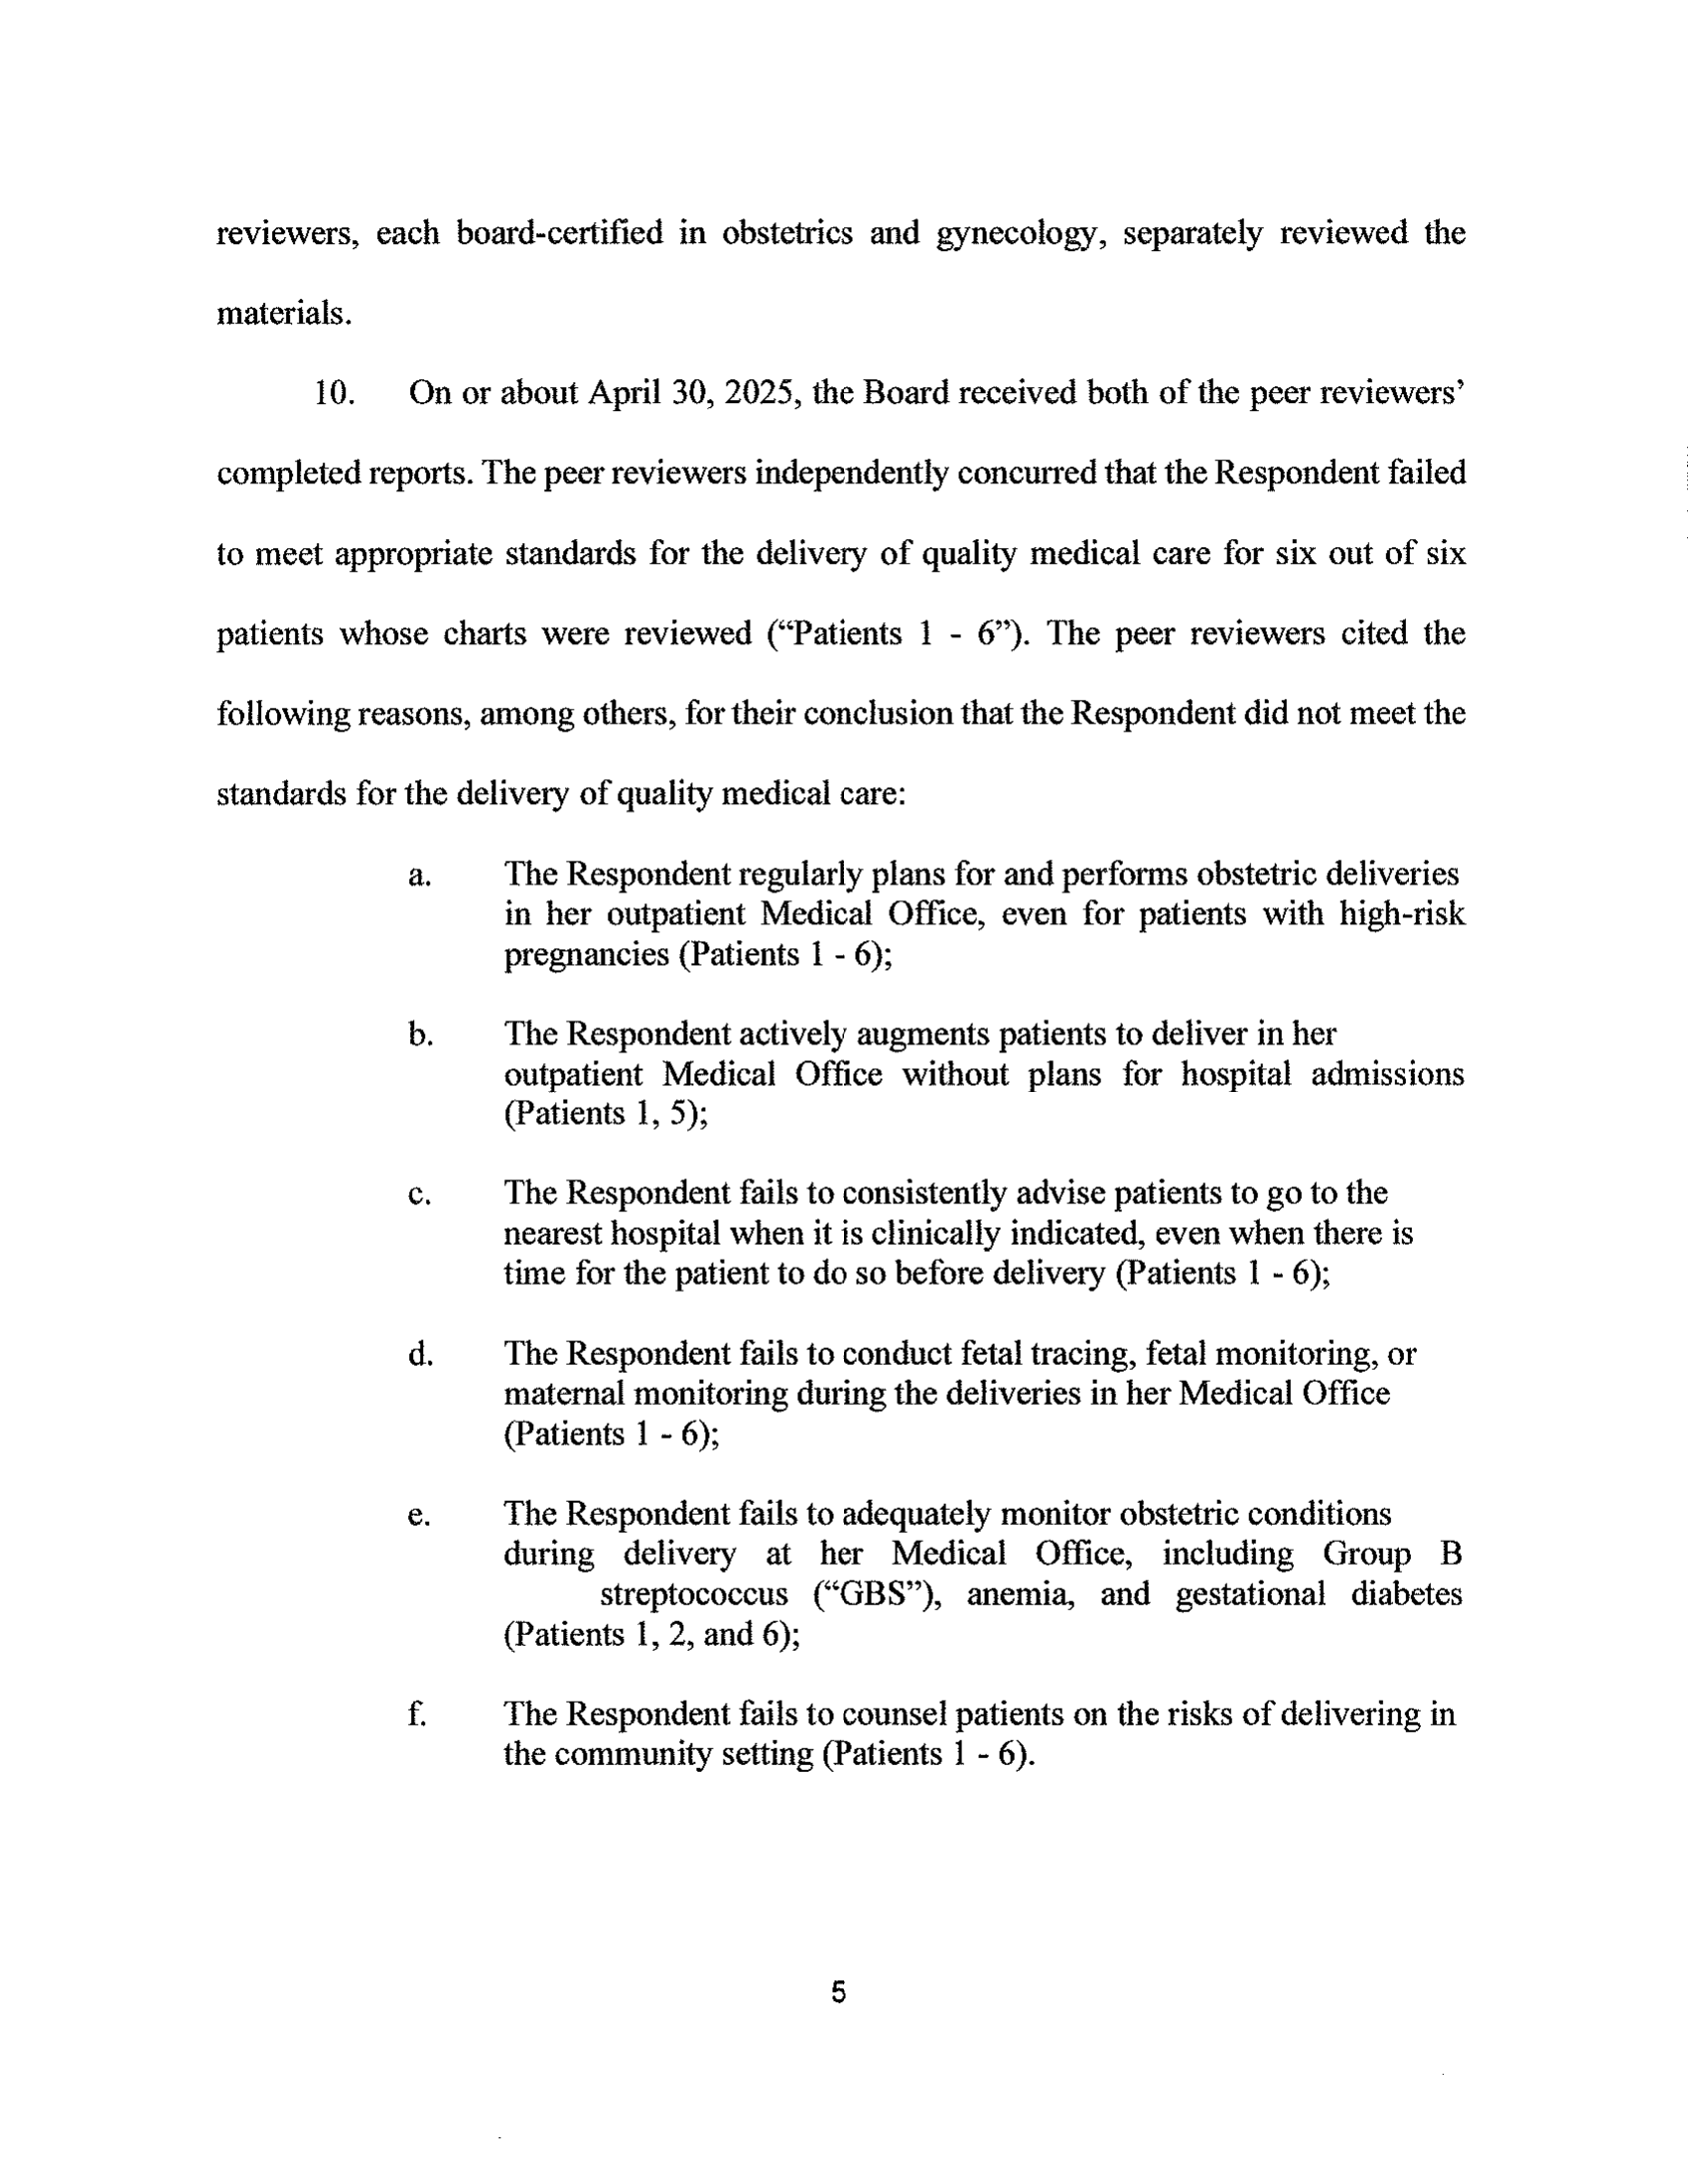 reviewers, each board-certified in obstetrics and gynecology, separately reviewed the
materials.
10. On or about April 30, 2025, the Board received both of the peer reviewers’
completed reports. The peer reviewers independently concurred that the Respondent failed
to meet appropriate standards for the delivery of quality medical care for six out of six
patients whose charts were reviewed (“Patients 1 - 6”). The peer reviewers cited the
following reasons, among others, for their conclusion that the Respondent did not meet the
standards for the delivery of quality medical care:
a. The Respondent regularly plans for and performs obstetric deliveries
in her outpatient Medical Office, even for patients with high-risk
pregnancies (Patients 1 - 6);
b. The Respondent actively augments patients to deliver in her
outpatient Medical Office without plans for hospital admissions
(Patients 1, 5);
c. The Respondent fails to consistently advise patients to go to the
nearest hospital when it is clinically indicated, even when there is
time for the patient to do so before delivery (Patients 1 - 6);
d. The Respondent fails to conduct fetal tracing, fetal monitoring, or
maternal monitoring during the deliveries in her Medical Office
(Patients 1 - 6);
e. The Respondent fails to adequately monitor obstetric conditions
during delivery at her Medical Office, including Group B
streptococcus (“GBS”), anemia, and gestational diabetes
(Patients 1, 2, and 6);
f. The Respondent fails to counsel patients on the risks of delivering in
the community setting (Patients 1 - 6).
5